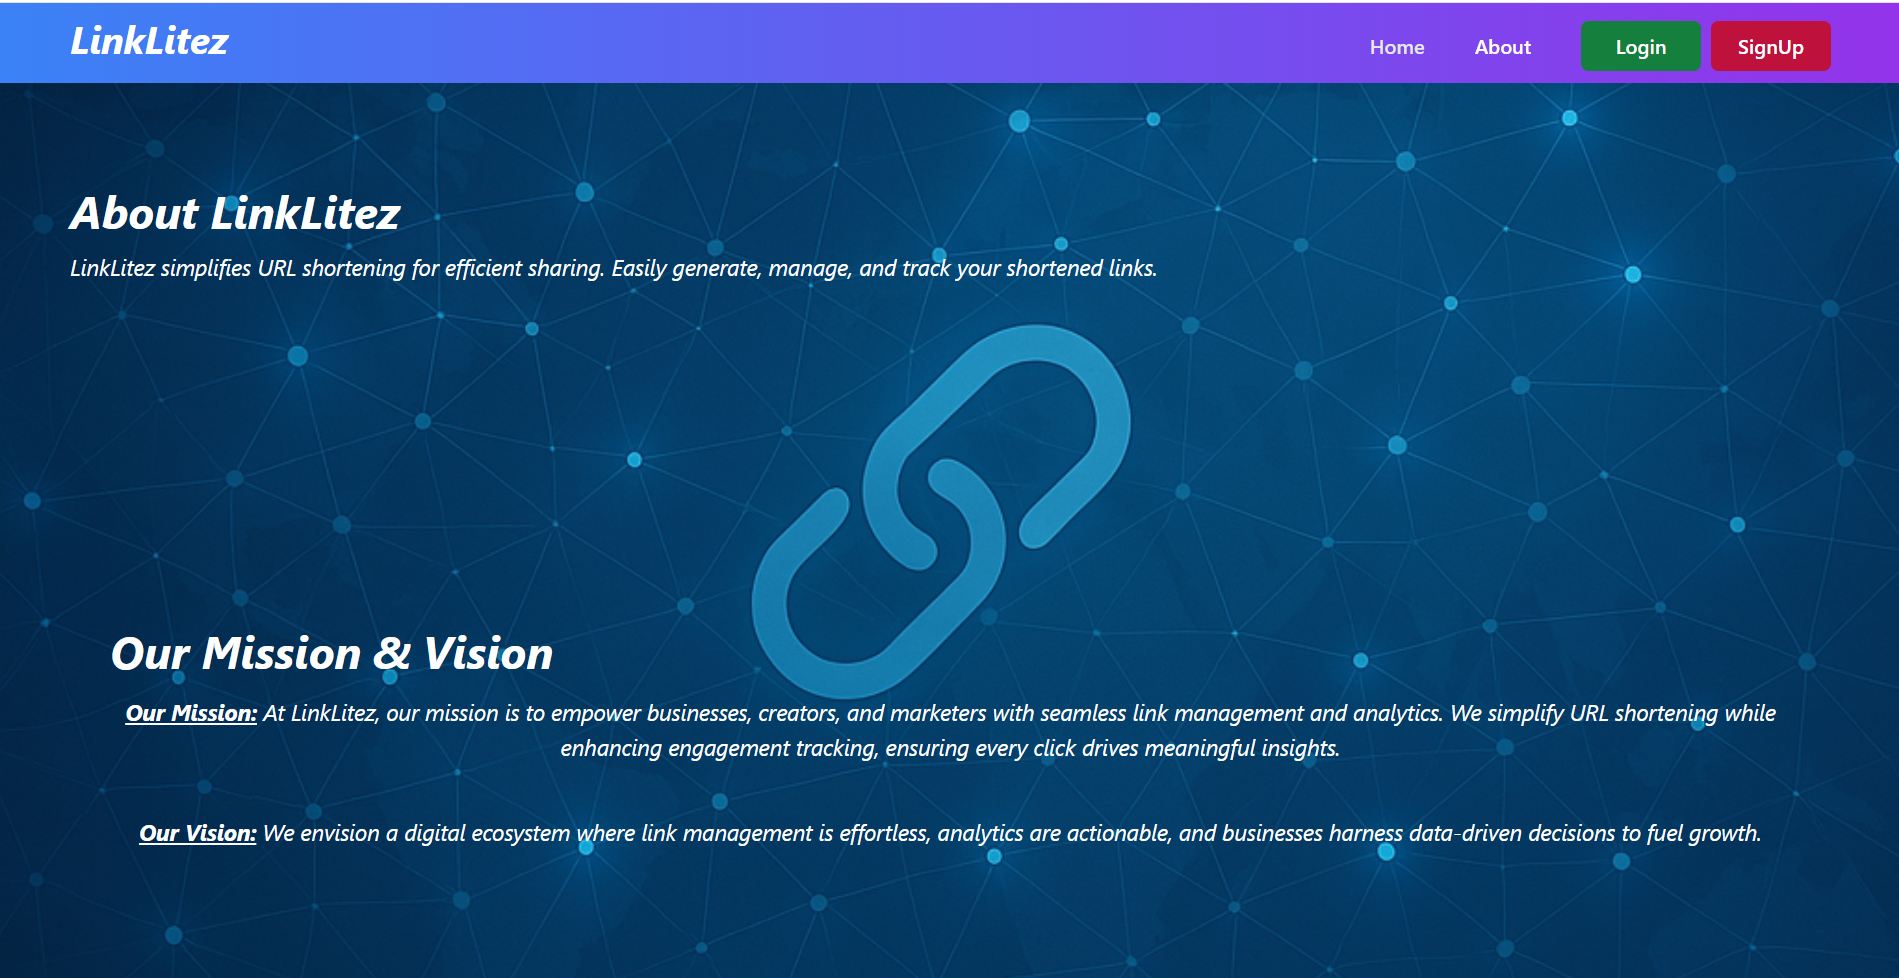 LinkLitez
Home About Login SignUp
About LinkLitez
LinkLitez simplifies URL shortening for efficient sharing. Easily generate, manage, and track your shortened links.
Our Mission & Vision
Our Mission: At LinkLitez, our mission is to empower businesses, creators, and marketers with seamless link management and analytics. We simplify URL shortening while
enhancing engagement tracking, ensuring every click drives meaningful insights.
Our Vision: We envision a digital ecosystem where link management is effortless, analytics are actionable, and businesses harness data-driven decisions to fuel growth.